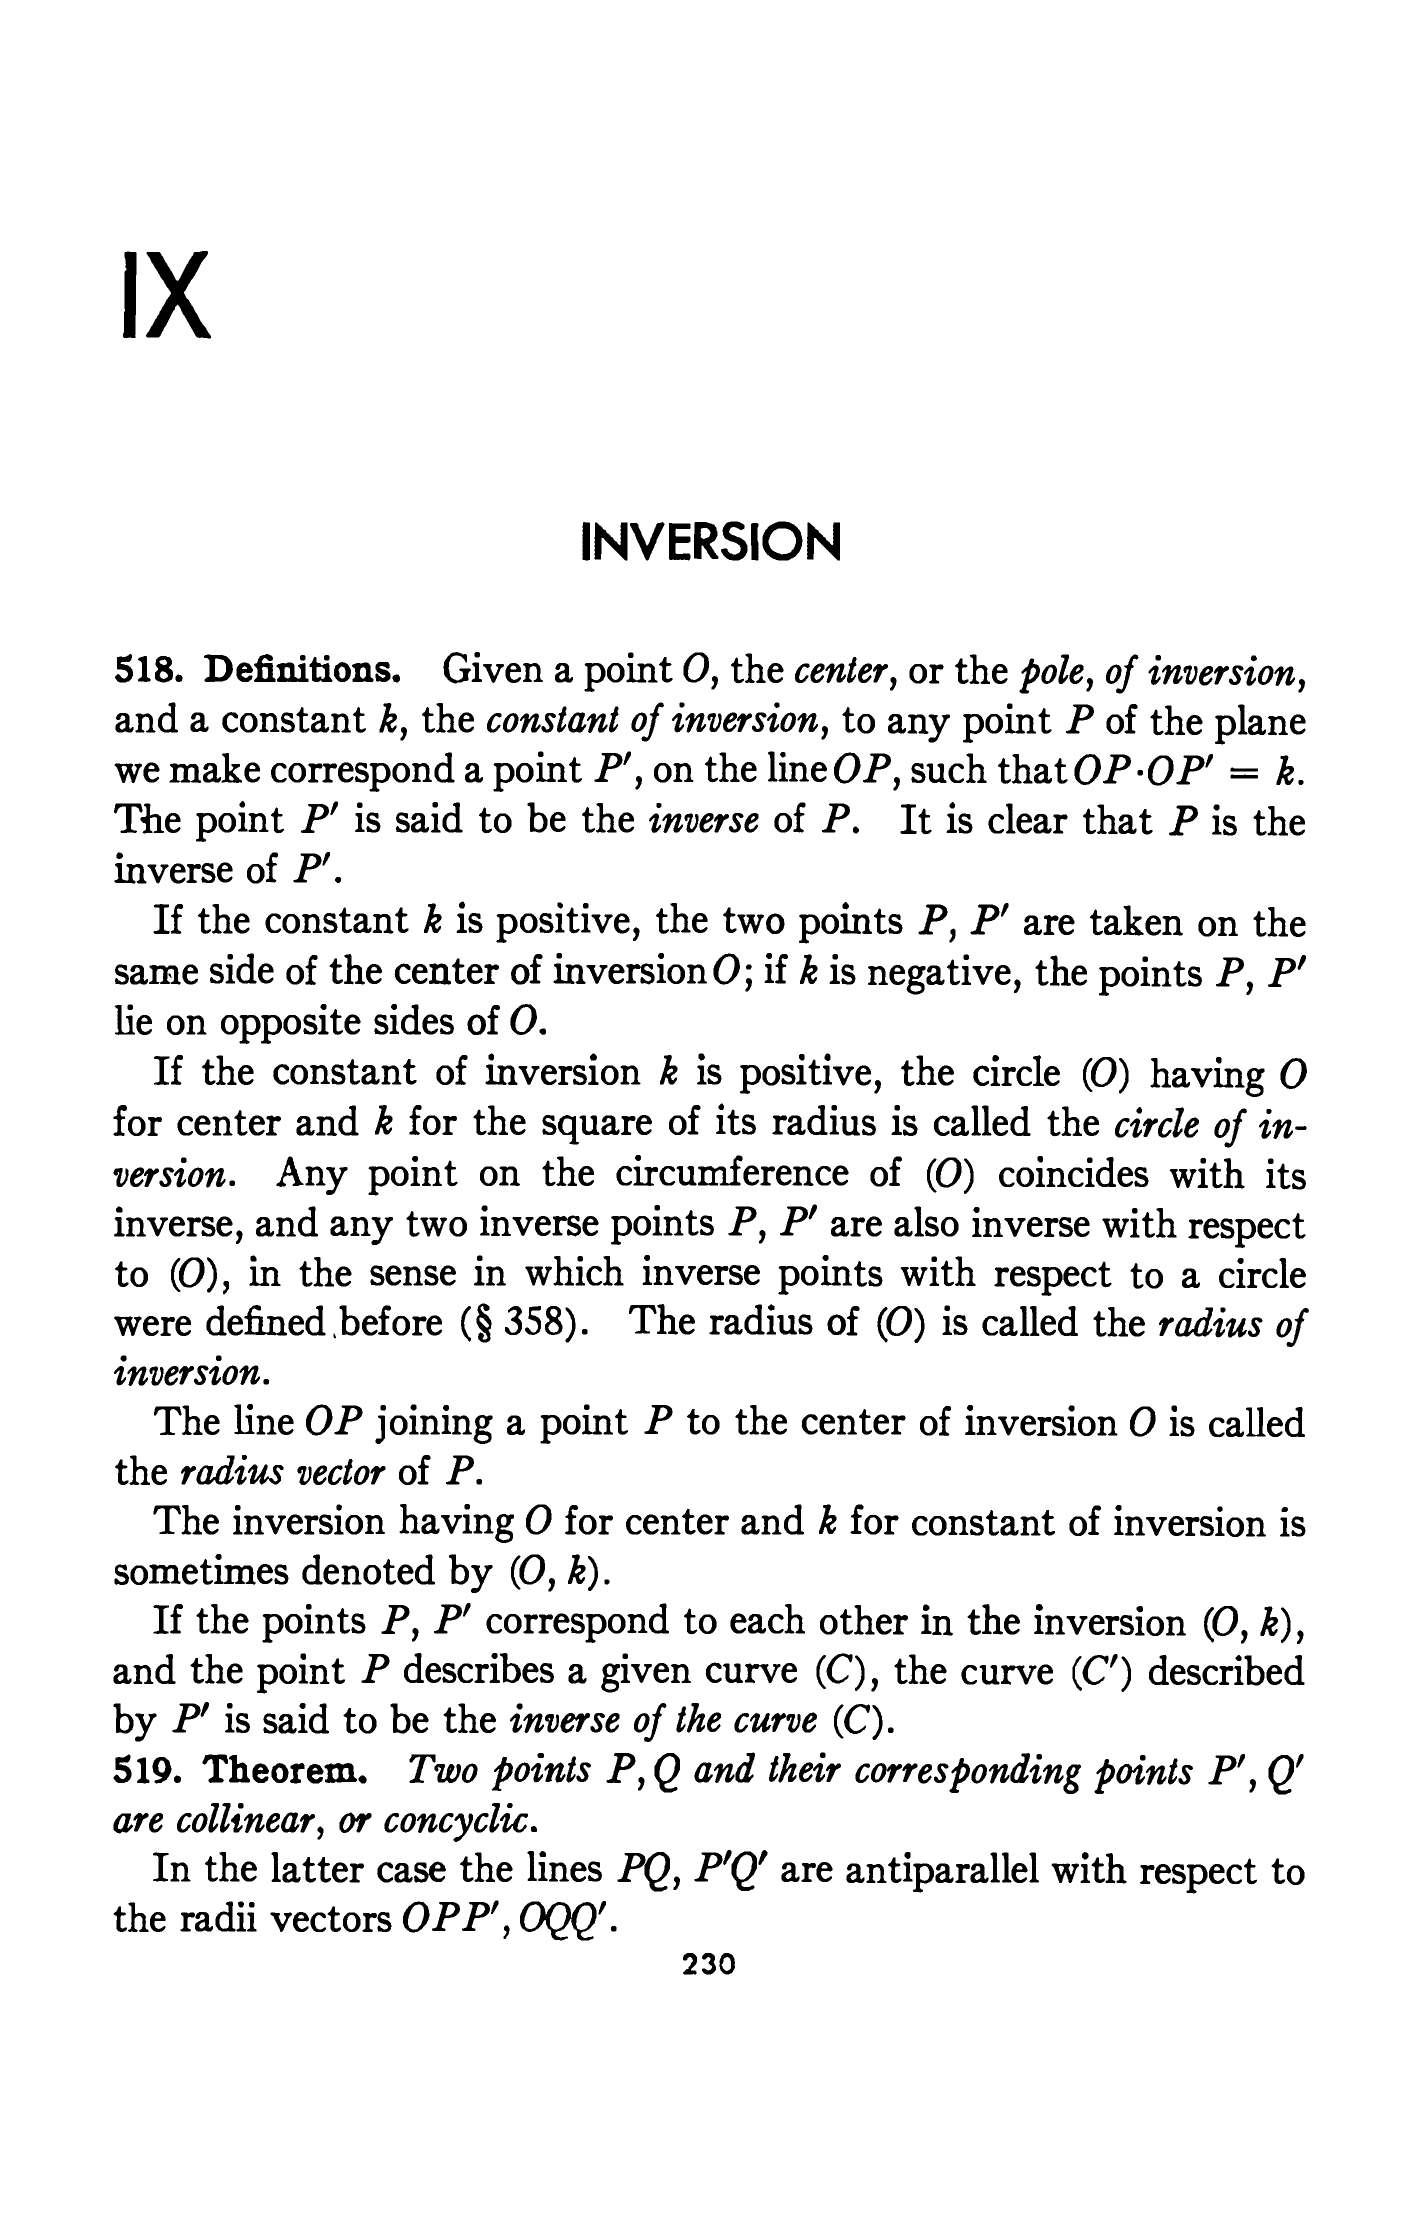 IX
INVERSION
518. Definitions. Given a point O, the center, or the pole, of inversion,
and a constant k, the constant of inversion, to any point P of the plane
we make correspond a point P′, on the line OP, such that OP·OP′ = k.
The point P′ is said to be the inverse of P. It is clear that P is the
inverse of P′.
If the constant k is positive, the two points P, P′ are taken on the
same side of the center of inversion O; if k is negative, the points P, P′
lie on opposite sides of O.
If the constant of inversion k is positive, the circle (O) having O
for center and k for the square of its radius is called the circle of in-
version. Any point on the circumference of (O) coincides with its
inverse, and any two inverse points P, P′ are also inverse with respect
to (O), in the sense in which inverse points with respect to a circle
were defined before (§ 358). The radius of (O) is called the radius of
inversion.
The line OP joining a point P to the center of inversion O is called
the radius vector of P.
The inversion having O for center and k for constant of inversion is
sometimes denoted by (O, k).
If the points P, P′ correspond to each other in the inversion (O, k),
and the point P describes a given curve (C), the curve (C′) described
by P′ is said to be the inverse of the curve (C).
519. Theorem. Two points P, Q and their corresponding points P′, Q′
are collinear, or concyclic.
In the latter case the lines PQ, P′Q′ are antiparallel with respect to
the radii vectors OPP′, OQQ′.
230